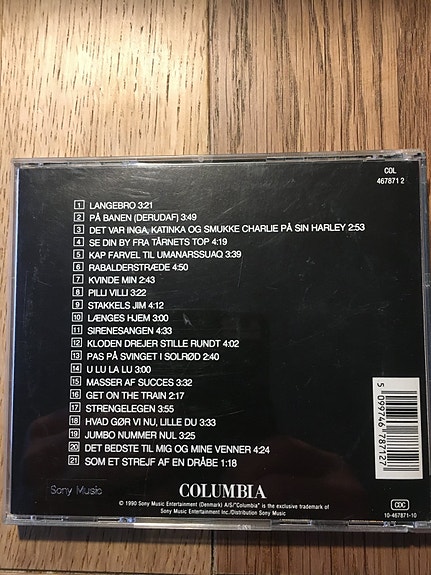 COL
467871 2
1 LANGEBRO 3:21
2 PÅ BANEN (DERUDAF) 3:49
3 DET VAR INGA, KATINKA OG SMUKKE CHARLIE PÅ SIN HARLEY 2:53
4 SE DIN BY FRA TÅRNETS TOP 4:19
5 KAP FARVEL TIL UMANARSSUAQ 3:39
6 RABALDERSTRÆDE 4:50
7 KVINDE MIN 2:43
8 PILLI VILLI 3:22
9 STAKKELS JIM 4:12
10 LÆNGES HJEM 3:00
11 SIRENESANGEN 4:33
12 KLODEN DREJER STILLE RUNDT 4:02
13 PAS PÅ SVINGET I SOLRØD 2:40
14 U LU LA LU 3:00
15 MASSER AF SUCCES 3:32
16 GET ON THE TRAIN 2:17
17 STRENGELEGEN 3:55
18 HVAD GØR VI NU, LILLE DU 3:33
19 JUMBO NUMMER NUL 3:25
20 DET BEDSTE TIL MIG OG MINE VENNER 4:24
21 SOM ET STREJF AF EN DRÅBE 1:18
5 099746 787127
Sony Music
COLUMBIA
© 1990 Sony Music Entertainment (Denmark) A/S/"Columbia" is the exclusive trademark of
Sony Music Entertainment Inc./Distribution Sony Music
CDC
10-467871-10